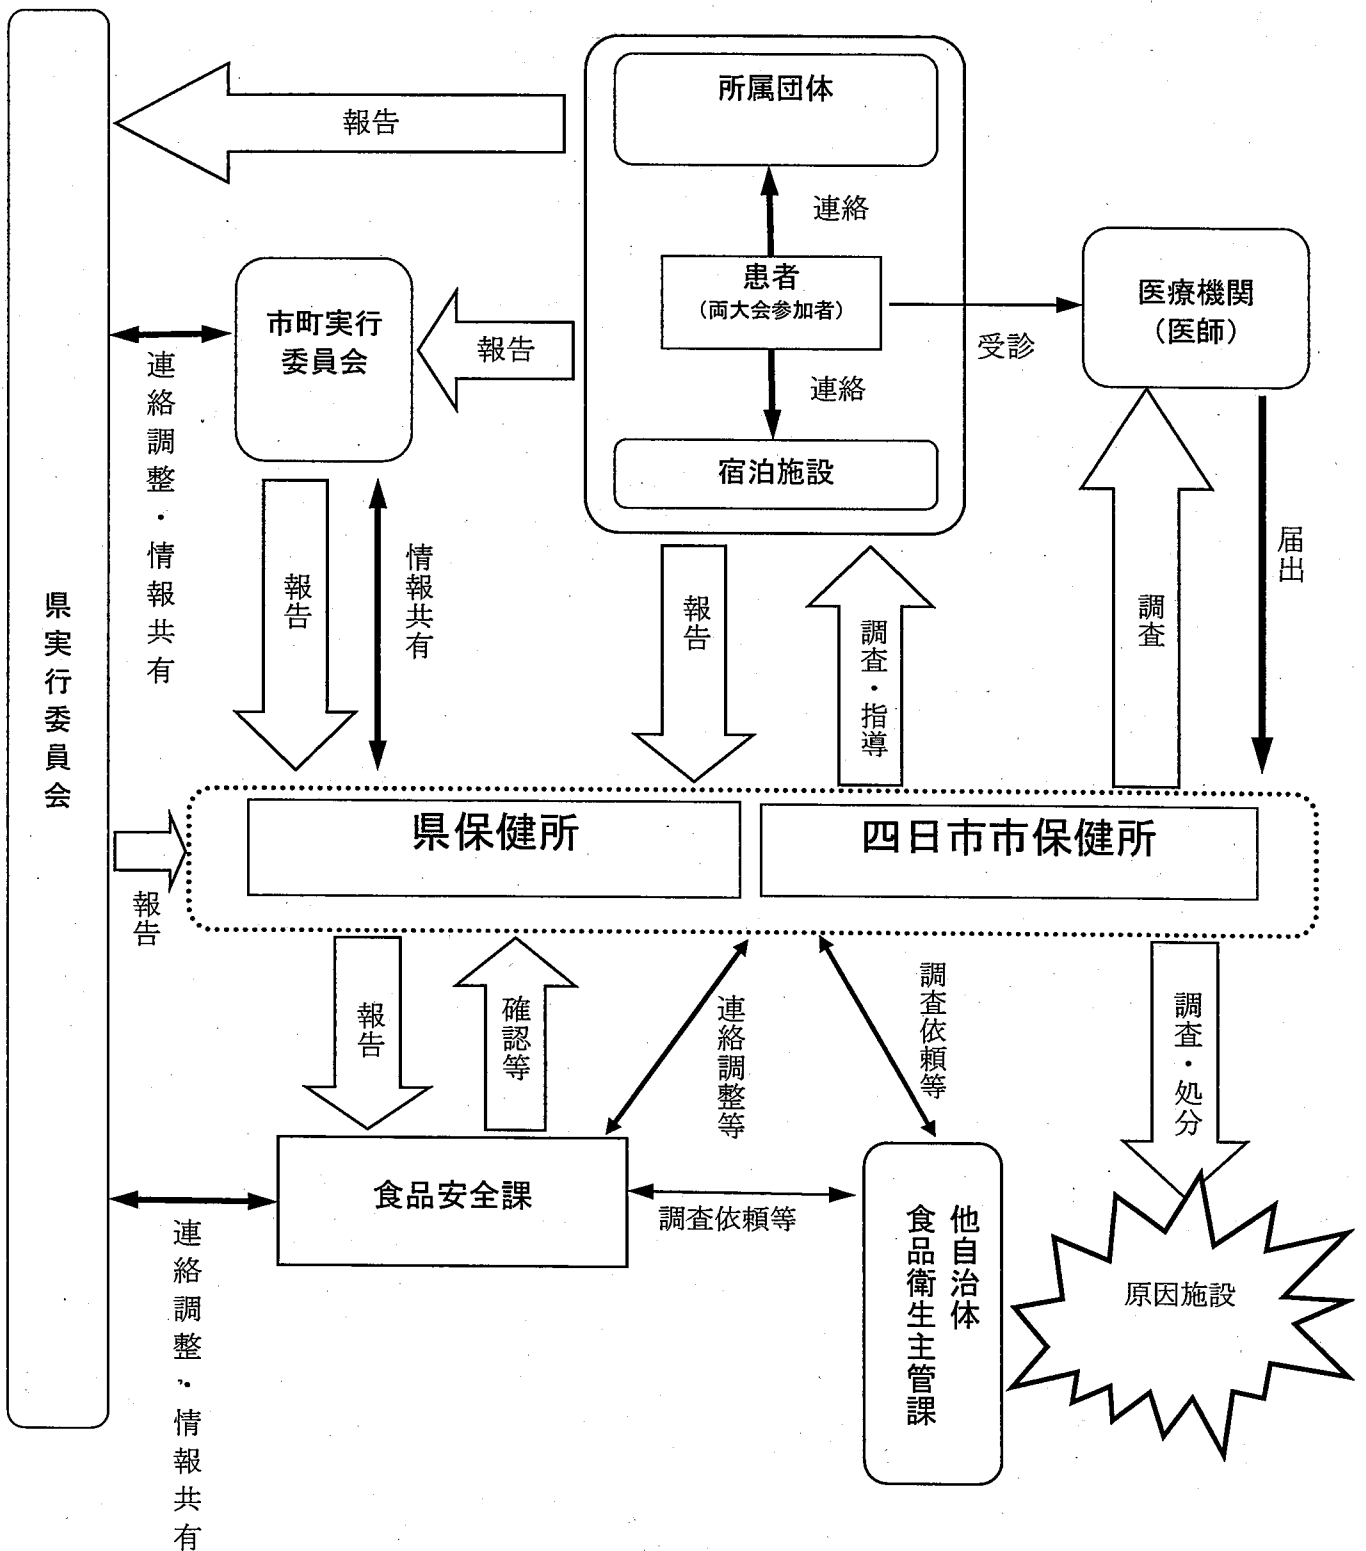 所属団体
報告
連絡
患者
（両大会参加者）
医療機関
（医師）
市町実行
委員会
報告
受診
連絡
連絡調整・情報共有
宿泊施設
届出
情報共有
報告
報告
調査・指導
調査
県実行委員会
県保健所
四日市市保健所
報告
報告
確認等
連絡調整等
調査依頼等
調査・処分
食品安全課
調査依頼等
他自治体
食品衛生主管課
原因施設
連絡調整・情報共有